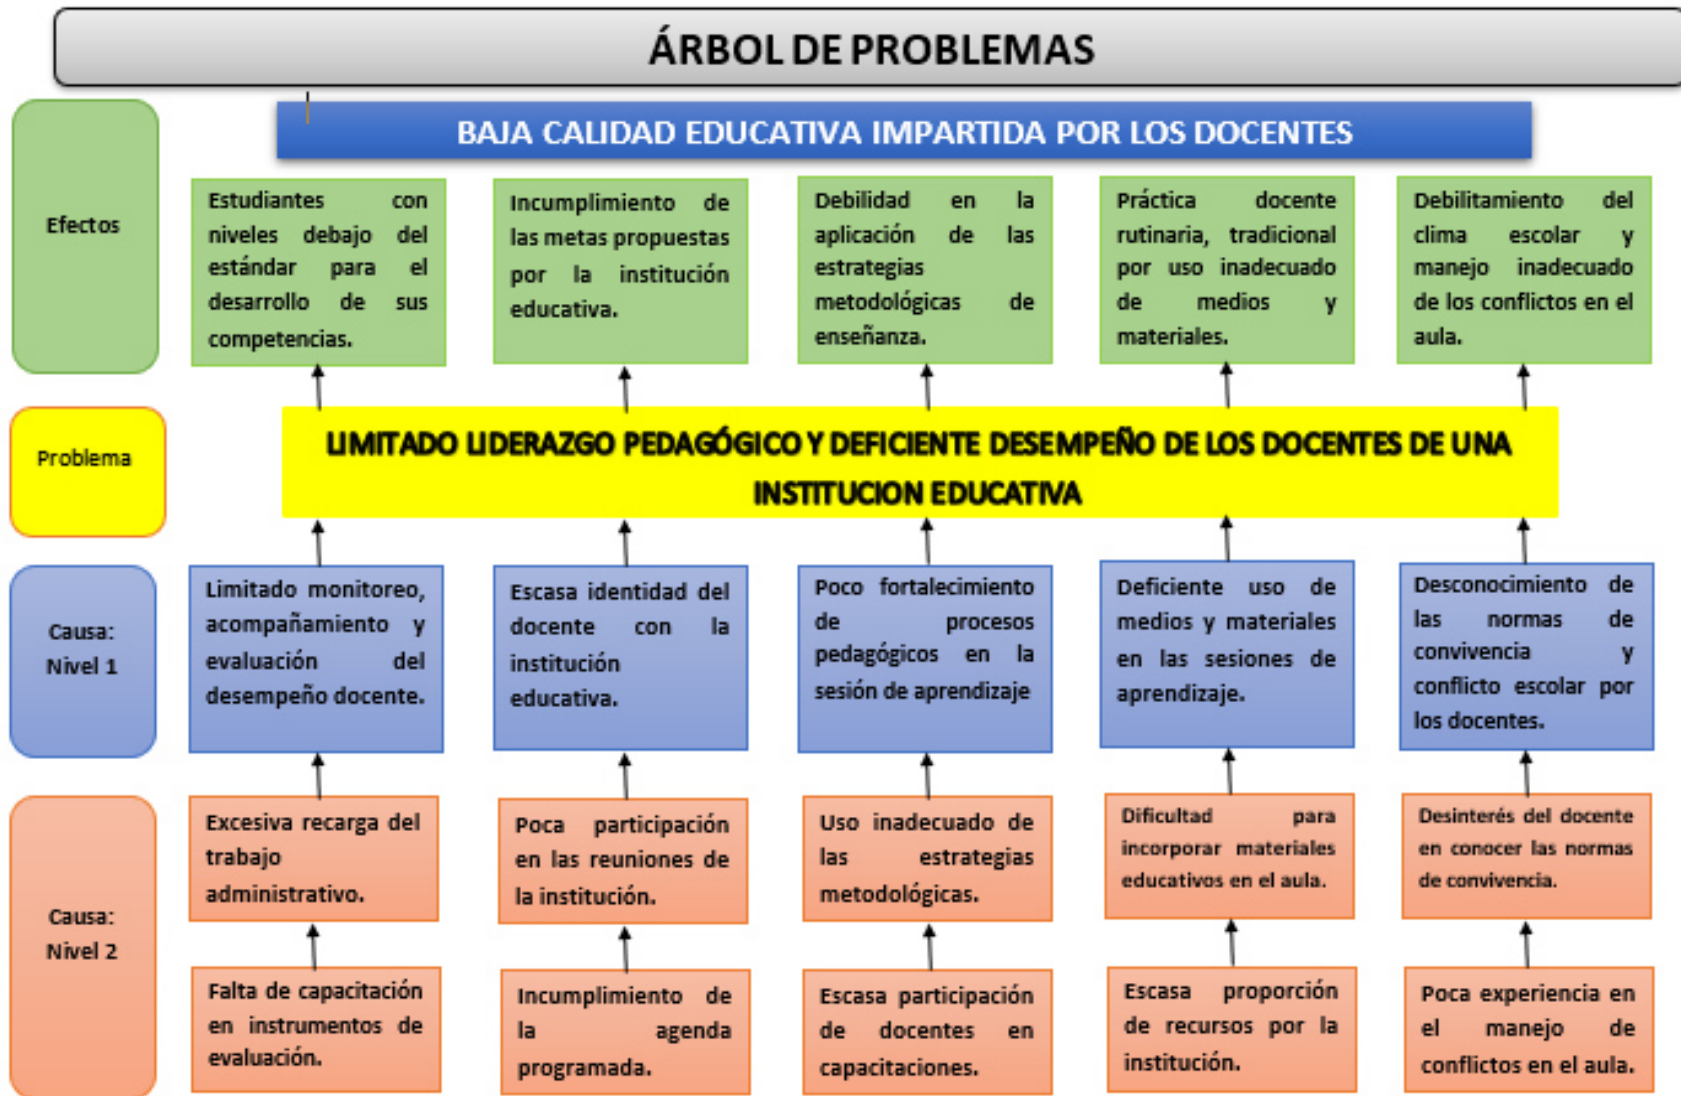 ÁRBOL DE PROBLEMAS
BAJA CALIDAD EDUCATIVA IMPARTIDA POR LOS DOCENTES
Efectos
Estudiantes con
niveles debajo del
estándar para el
desarrollo de sus
competencias.
Incumplimiento de
las metas propuestas
por la institución
educativa.
Debilidad en la
aplicación de las
estrategias
metodológicas de
enseñanza.
Práctica docente
rutinaria, tradicional
por uso inadecuado
de medios y
materiales.
Debilitamiento del
clima escolar y
manejo inadecuado
de los conflictos en el
aula.
Problema
LIMITADO LIDERAZGO PEDAGÓGICO Y DEFICIENTE DESEMPEÑO DE LOS DOCENTES DE UNA
INSTITUCION EDUCATIVA
Causa:
Nivel 1
Limitado monitoreo,
acompañamiento y
evaluación del
desempeño docente.
Escasa identidad del
docente con la
institución
educativa.
Poco fortalecimiento
de procesos
pedagógicos en la
sesión de aprendizaje
Deficiente uso de
medios y materiales
en las sesiones de
aprendizaje.
Desconocimiento de
las normas de
convivencia y
conflicto escolar por
los docentes.
Causa:
Nivel 2
Excesiva recarga del
trabajo
administrativo.
Poca participación
en las reuniones de
la institución.
Uso inadecuado de
las estrategias
metodológicas.
Dificultad para
incorporar materiales
educativos en el aula.
Desinterés del docente
en conocer las normas
de convivencia.
Falta de capacitación
en instrumentos de
evaluación.
Incumplimiento de
la agenda
programada.
Escasa participación
de docentes en
capacitaciones.
Escasa proporción
de recursos por la
institución.
Poca experiencia en
el manejo de
conflictos en el aula.